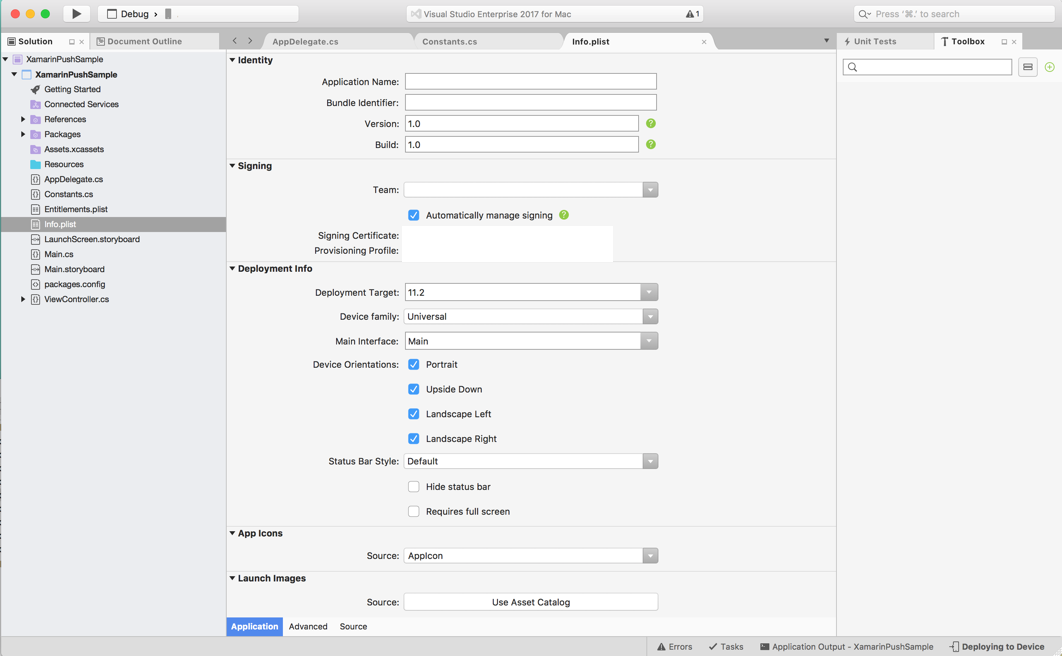 Debug
Visual Studio Enterprise 2017 for Mac
1
Press '⌘.' to search
Solution
Document Outline
AppDelegate.cs
Constants.cs
Info.plist
Unit Tests
Toolbox
XamarinPushSample
XamarinPushSample
Getting Started
Connected Services
References
Packages
Assets.xcassets
Resources
AppDelegate.cs
Constants.cs
Entitlements.plist
Info.plist
LaunchScreen.storyboard
Main.cs
Main.storyboard
packages.config
ViewController.cs
Identity
Application Name:
Bundle Identifier:
Version: 1.0
Build: 1.0
Signing
Team:
Automatically manage signing
Signing Certificate:
Provisioning Profile:
Deployment Info
Deployment Target: 11.2
Device family: Universal
Main Interface: Main
Device Orientations: Portrait
Upside Down
Landscape Left
Landscape Right
Status Bar Style: Default
Hide status bar
Requires full screen
App Icons
Source: AppIcon
Launch Images
Source: Use Asset Catalog
Application Advanced Source
Errors Tasks Application Output - XamarinPushSample Deploying to Device